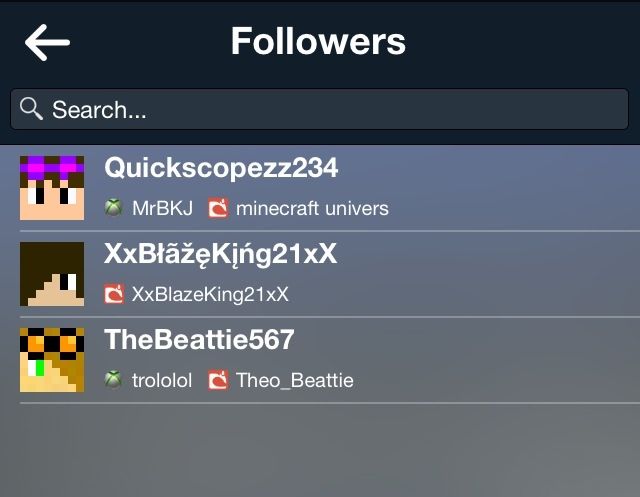 Followers
Search...
Quickscopezz234
MrBKJ minecraft univers
XxBłãžęKįńg21xX
XxBlazeKing21xX
TheBeattie567
trololol Theo_Beattie